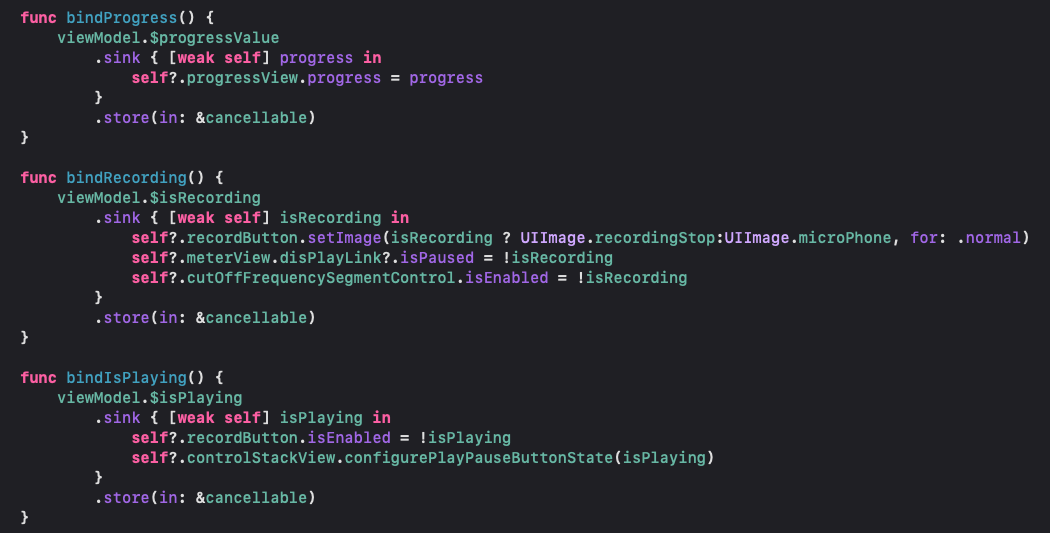 func bindProgress() {
    viewModel.$progressValue
        .sink { [weak self] progress in
            self?.progressView.progress = progress
        }
        .store(in: &cancellable)
}

func bindRecording() {
    viewModel.$isRecording
        .sink { [weak self] isRecording in
            self?.recordButton.setImage(isRecording ? UIImage.recordingStop:UIImage.microPhone, for: .normal)
            self?.meterView.disPlayLink?.isPaused = !isRecording
            self?.cutOffFrequencySegmentControl.isEnabled = !isRecording
        }
        .store(in: &cancellable)
}

func bindIsPlaying() {
    viewModel.$isPlaying
        .sink { [weak self] isPlaying in
            self?.recordButton.isEnabled = !isPlaying
            self?.controlStackView.configurePlayPauseButtonState(isPlaying)
        }
        .store(in: &cancellable)
}